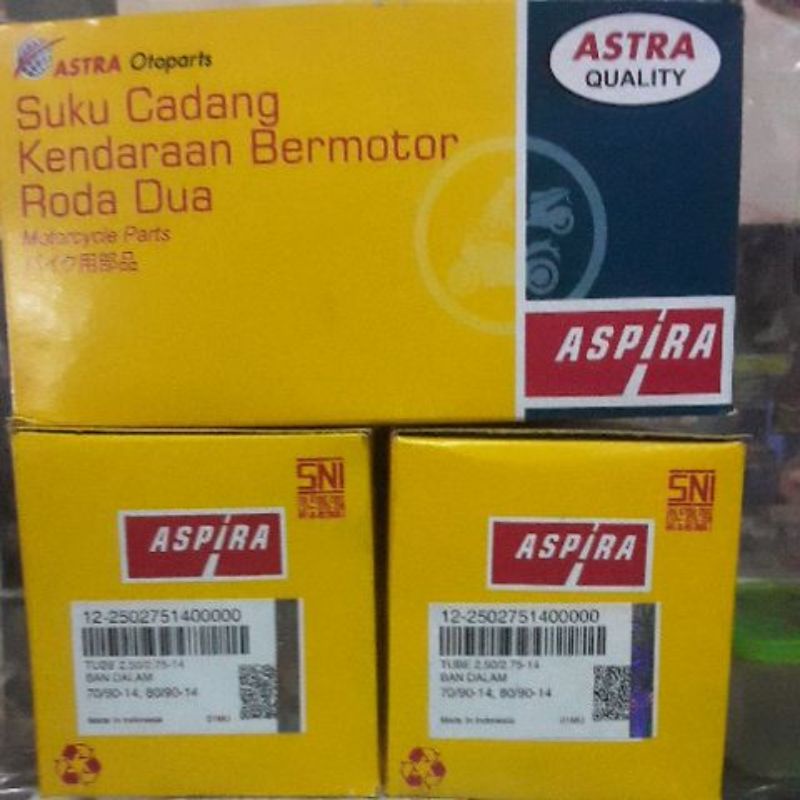 ASTRA Otoparts
ASTRA
QUALITY
Suku Cadang
Kendaraan Bermotor
Roda Dua
Motorcycle Parts
バイク用部品
ASPIRA
SNI
ASPIRA
12-2502751400000
TUBE 2,50/2,75-14
BAN DALAM
70/90-14, 80/90-14
Made in Indonesia
SNI
ASPIRA
12-2502751400000
TUBE 2,50/2,75-14
BAN DALAM
70/90-14, 80/90-14
Made in Indonesia